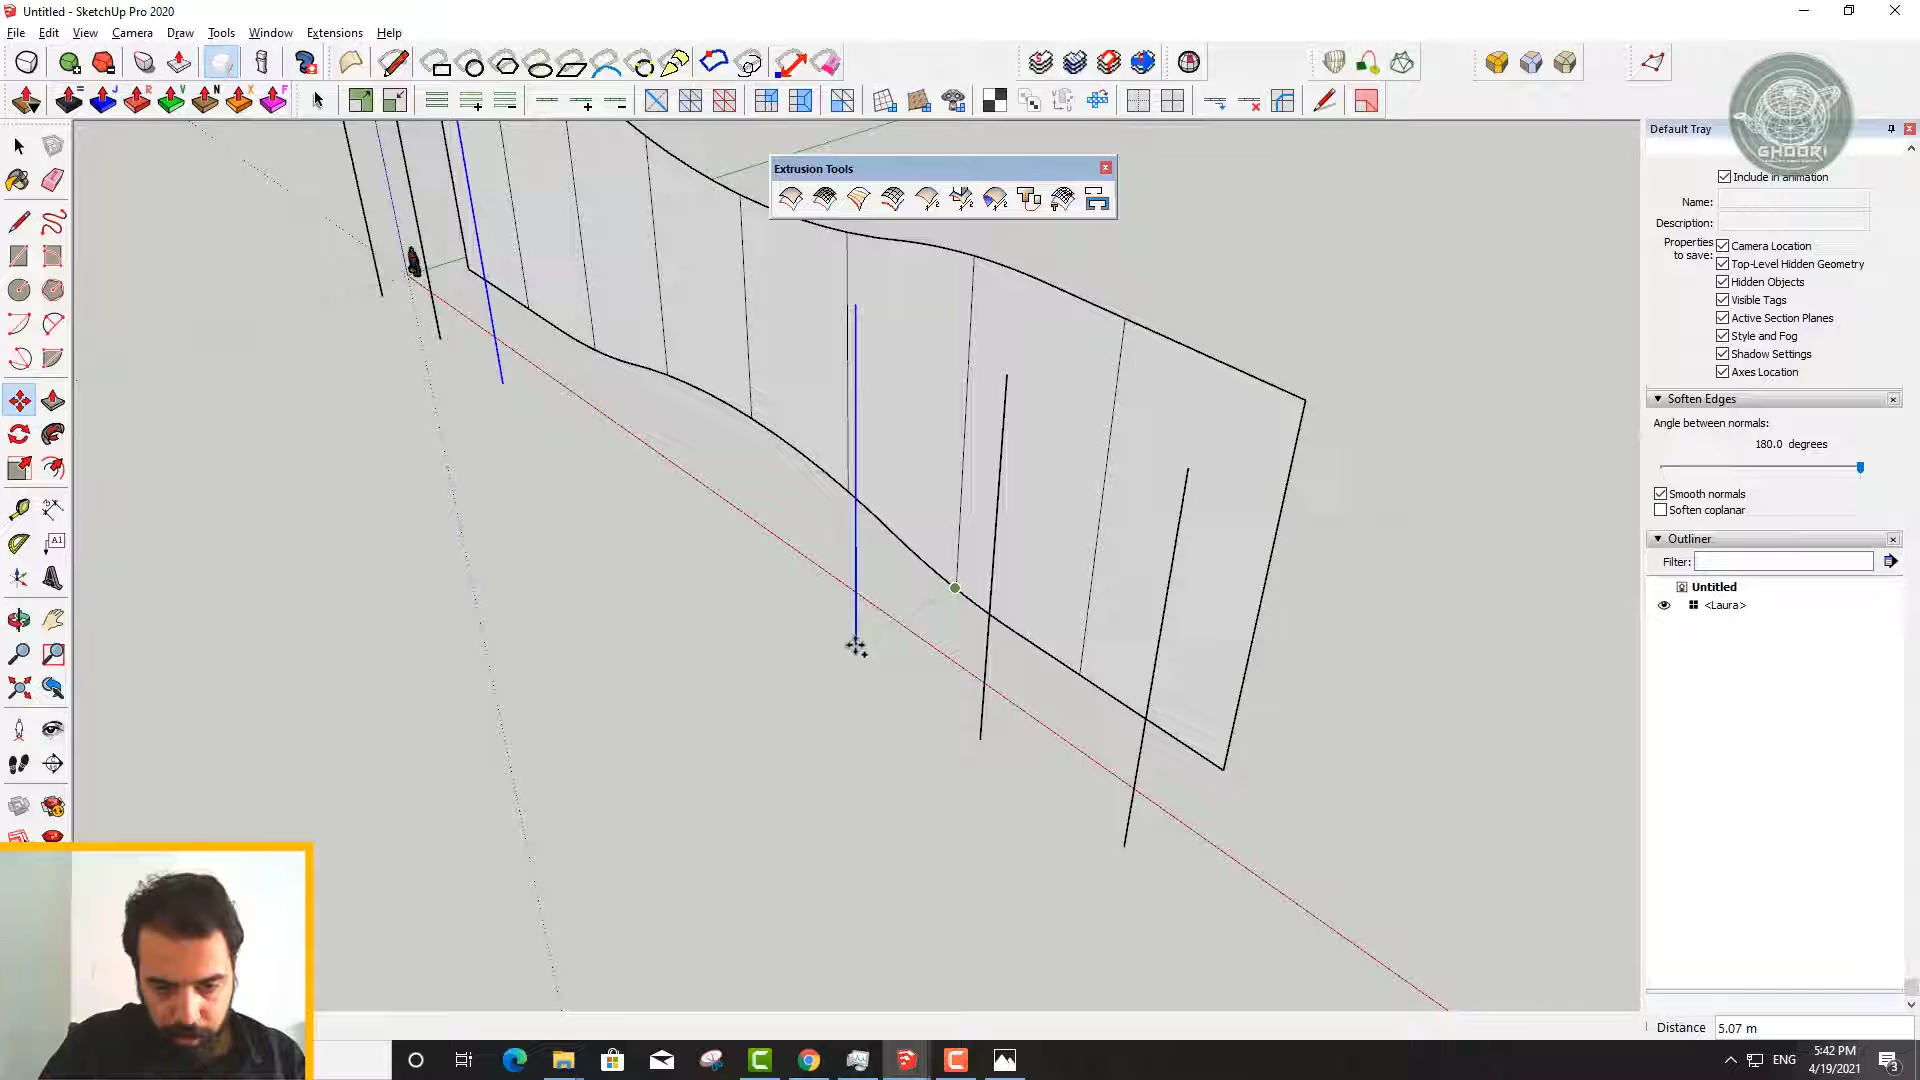 Untitled - SketchUp Pro 2020
File Edit View Camera Draw Tools Window Extensions Help
Extrusion Tools
Default Tray
GHOORI
Include in animation
Name:
Description:
Properties to save:
Camera Location
Top-Level Hidden Geometry
Hidden Objects
Visible Tags
Active Section Planes
Style and Fog
Shadow Settings
Axes Location
Soften Edges
Angle between normals:
180.0 degrees
Smooth normals
Soften coplanar
Outliner
Filter:
Untitled
<Laura>
Distance 5.07 m
ENG
5:42 PM
4/19/2021